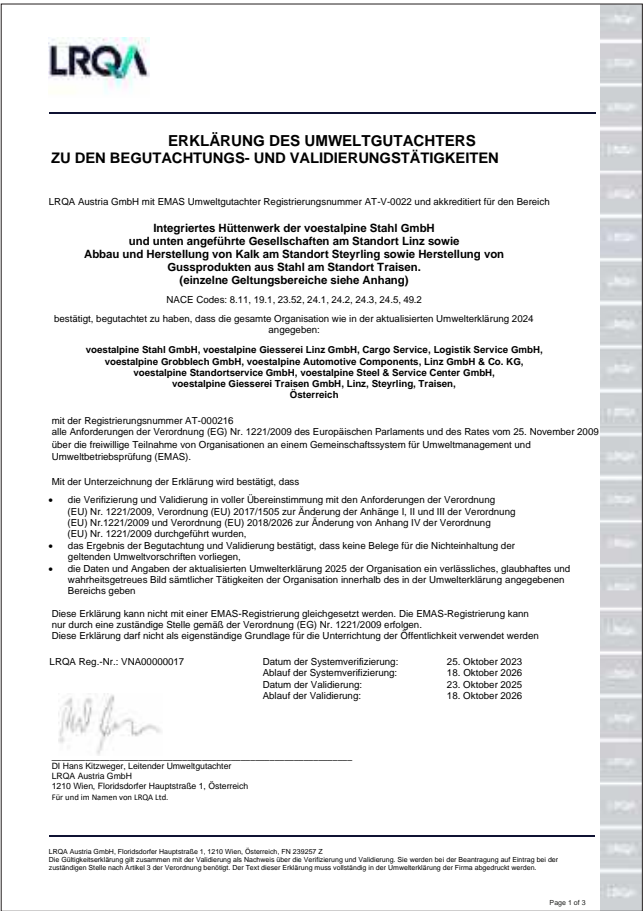 LRQA
ERKLÄRUNG DES UMWELTGUTACHTERS
ZU DEN BEGUTACHTUNGS- UND VALIDIERUNGSTÄTIGKEITEN
LRQA Austria GmbH mit EMAS Umweltgutachter Registrierungsnummer AT-V-0022 und akkreditiert für den Bereich
Integriertes Hüttenwerk der voestalpine Stahl GmbH
und unten angeführte Gesellschaften am Standort Linz sowie
Abbau und Herstellung von Kalk am Standort Steyrling sowie Herstellung von
Gussprodukten aus Stahl am Standort Traisen.
(einzelne Geltungsbereiche siehe Anhang)
NACE Codes: 8.11, 19.1, 23.52, 24.1, 24.2, 24.3, 24.5, 49.2
bestätigt, begutachtet zu haben, dass die gesamte Organisation wie in der aktualisierten Umwelterklärung 2024
angegeben:
voestalpine Stahl GmbH, voestalpine Giesserei Linz GmbH, Cargo Service, Logistik Service GmbH,
voestalpine Grobblech GmbH, voestalpine Automotive Components, Linz GmbH & Co. KG,
voestalpine Standortservice GmbH, voestalpine Steel & Service Center GmbH,
voestalpine Giesserei Traisen GmbH, Linz, Steyrling, Traisen,
Österreich
mit der Registrierungsnummer AT-000216
alle Anforderungen der Verordnung (EG) Nr. 1221/2009 des Europäischen Parlaments und des Rates vom 25. November 2009
über die freiwillige Teilnahme von Organisationen an einem Gemeinschaftssystem für Umweltmanagement und
Umweltbetriebsprüfung (EMAS).
Mit der Unterzeichnung der Erklärung wird bestätigt, dass
• die Verifizierung und Validierung in voller Übereinstimmung mit den Anforderungen der Verordnung
(EU) Nr. 1221/2009, Verordnung (EU) 2017/1505 zur Änderung der Anhänge I, II und III der Verordnung
(EU) Nr.1221/2009 und Verordnung (EU) 2018/2026 zur Änderung von Anhang IV der Verordnung
(EU) Nr. 1221/2009 durchgeführt wurden,
• das Ergebnis der Begutachtung und Validierung bestätigt, dass keine Belege für die Nichteinhaltung der
geltenden Umweltvorschriften vorliegen,
• die Daten und Angaben der aktualisierten Umwelterklärung 2025 der Organisation ein verlässliches, glaubhaftes und
wahrheitsgetreues Bild sämtlicher Tätigkeiten der Organisation innerhalb des in der Umwelterklärung angegebenen
Bereichs geben
Diese Erklärung kann nicht mit einer EMAS-Registrierung gleichgesetzt werden. Die EMAS-Registrierung kann
nur durch eine zuständige Stelle gemäß der Verordnung (EG) Nr. 1221/2009 erfolgen.
Diese Erklärung darf nicht als eigenständige Grundlage für die Unterrichtung der Öffentlichkeit verwendet werden
LRQA Reg.-Nr.: VNA00000017
Datum der Systemverifizierung: 25. Oktober 2023
Ablauf der Systemverifizierung: 18. Oktober 2026
Datum der Validierung: 23. Oktober 2025
Ablauf der Validierung: 18. Oktober 2026
DI Hans Kitzweger, Leitender Umweltgutachter
LRQA Austria GmbH
1210 Wien, Floridsdorfer Hauptstraße 1, Österreich
Für und im Namen von LRQA Ltd.
LRQA Austria GmbH, Floridsdorfer Hauptstraße 1, 1210 Wien, Österreich, FN 239257 Z
Die Gültigkeitserklärung gilt zusammen mit der Validierung als Nachweis über die Verifizierung und Validierung. Sie werden bei der Beantragung auf Eintrag bei der
zuständigen Stelle nach Artikel 3 der Verordnung benötigt. Der Text dieser Erklärung muss vollständig in der Umwelterklärung der Firma abgedruckt werden.
Page 1 of 3